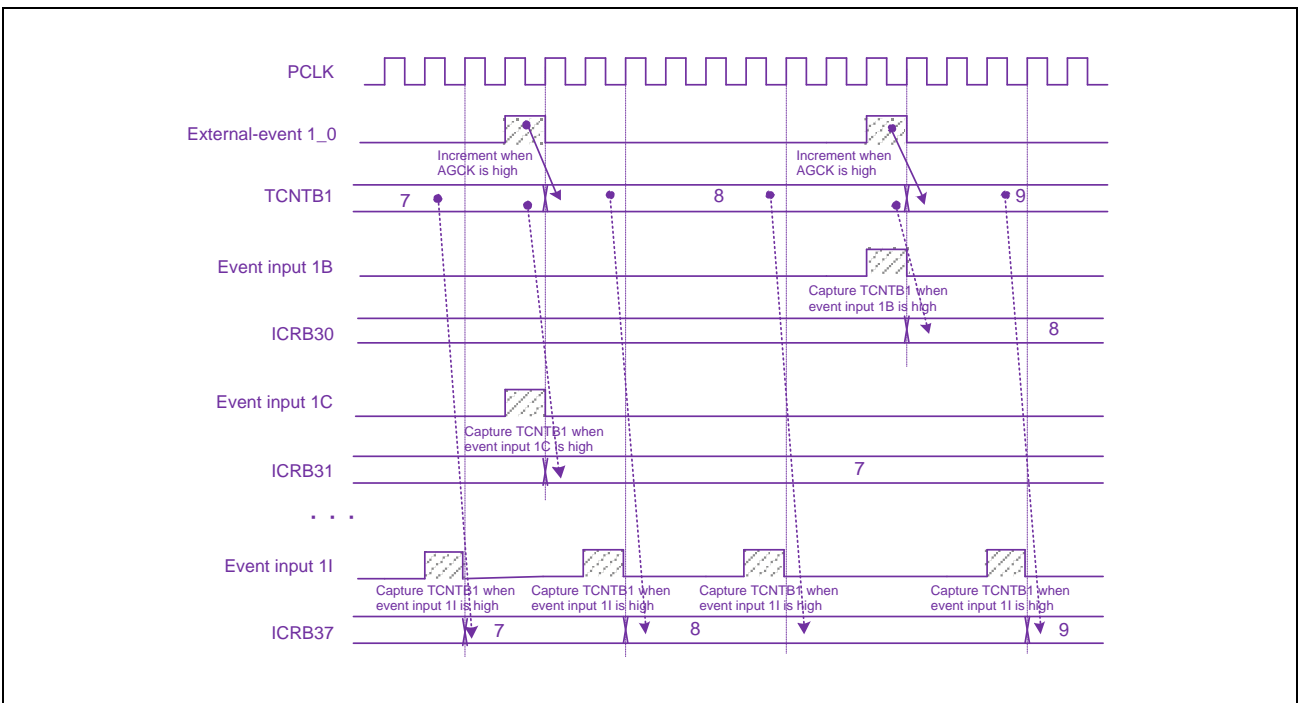 PCLK
External-event 1_0
Increment when
AGCK is high
Increment when
AGCK is high
TCNTB1
7
8
9
Event input 1B
Capture TCNTB1 when
event input 1B is high
ICRB30
8
Event input 1C
Capture TCNTB1 when
event input 1C is high
ICRB31
7
. . .
Event input 1I
Capture TCNTB1 when
event input 1I is high
Capture TCNTB1 when
event input 1I is high
Capture TCNTB1 when
event input 1I is high
Capture TCNTB1 when
event input 1I is high
ICRB37
7
8
9